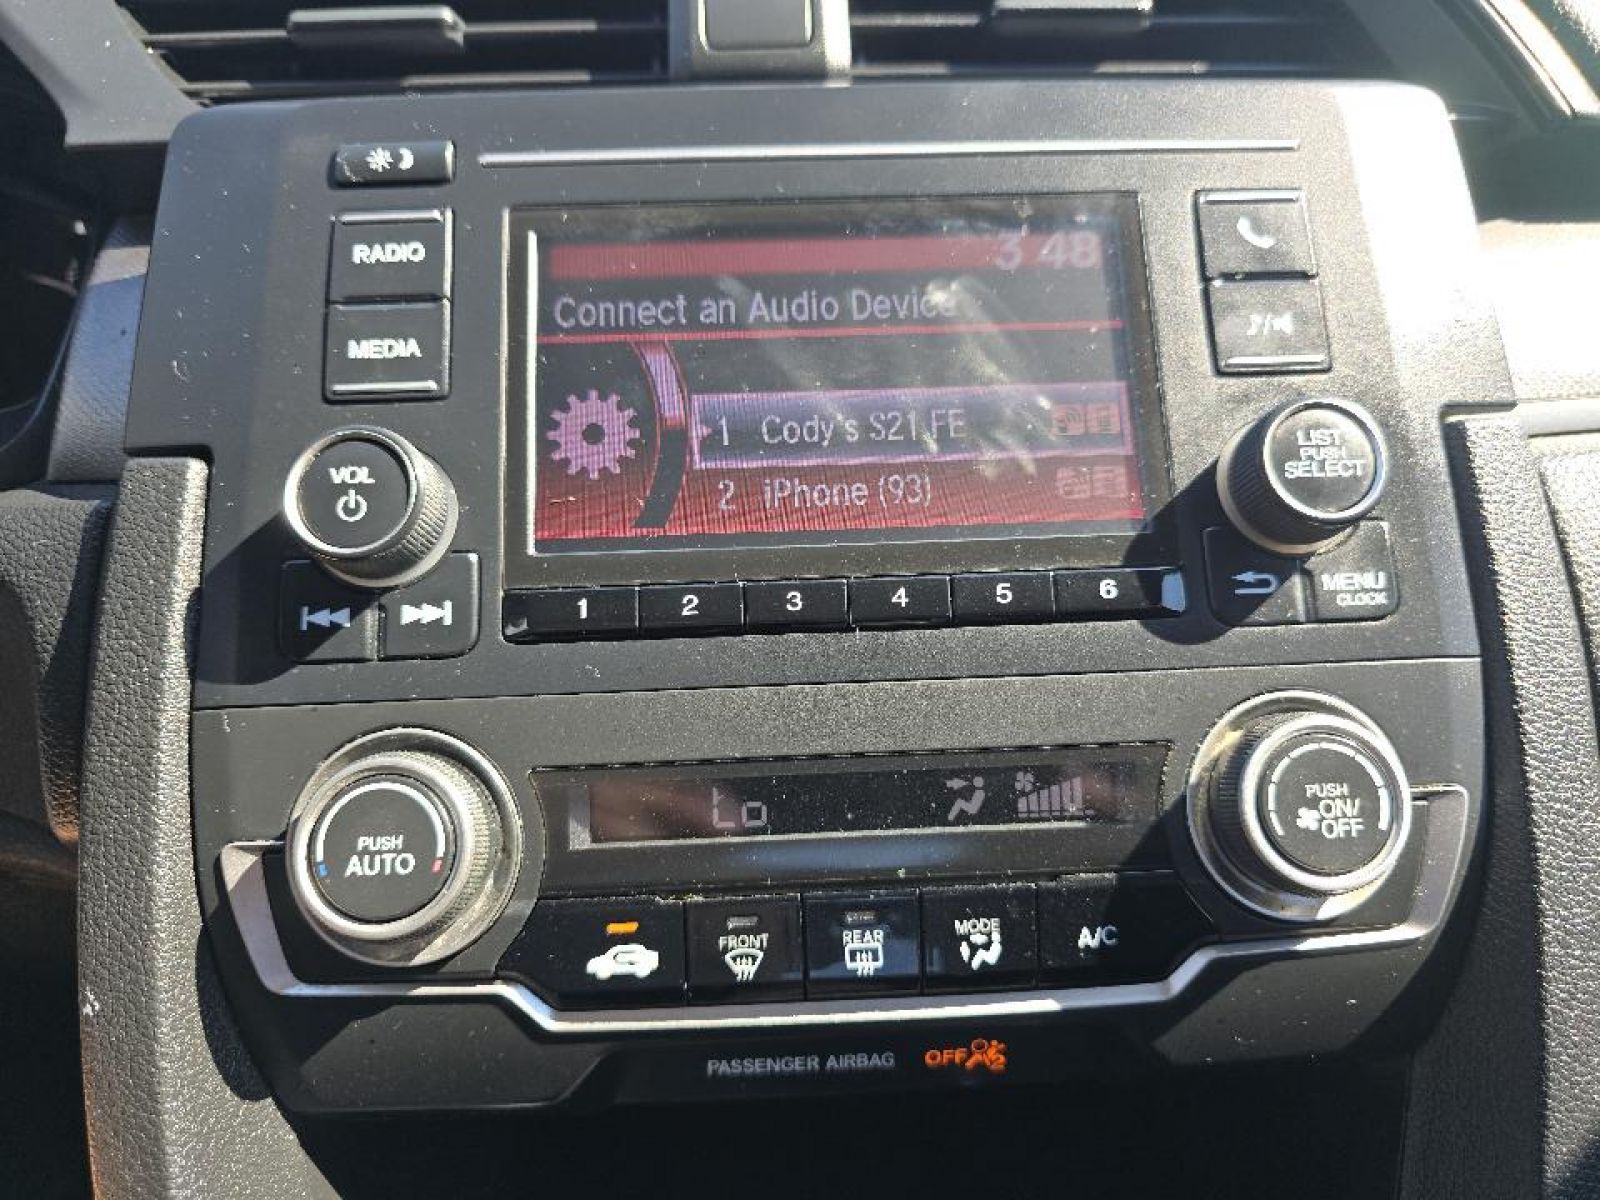 RADIO
MEDIA
VOL
3 48
Connect an Audio Device
1 Cody's S21 FE
2 iPhone (93)
1 2 3 4 5 6
LIST
PUSH
SELECT
MENU
CLOCK
PUSH
AUTO
Lo
PUSH
ON/
OFF
FRONT
REAR
MODE
A/C
PASSENGER AIRBAG OFF 2